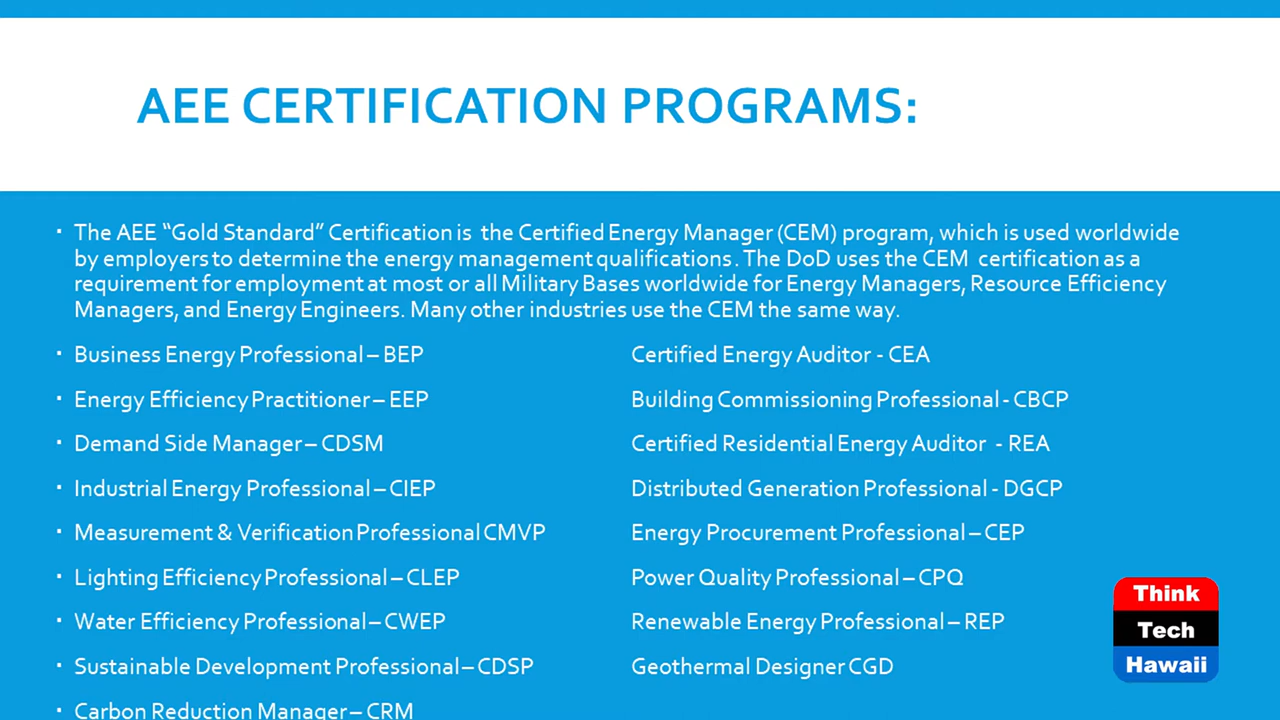 AEE CERTIFICATION PROGRAMS:
The AEE “Gold Standard” Certification is the Certified Energy Manager (CEM) program, which is used worldwide
by employers to determine the energy management qualifications. The DoD uses the CEM certification as a
requirement for employment at most or all Military Bases worldwide for Energy Managers, Resource Efficiency
Managers, and Energy Engineers. Many other industries use the CEM the same way.
Business Energy Professional – BEP
Certified Energy Auditor - CEA
Energy Efficiency Practitioner – EEP
Building Commissioning Professional - CBCP
Demand Side Manager – CDSM
Certified Residential Energy Auditor - REA
Industrial Energy Professional – CIEP
Distributed Generation Professional - DGCP
Measurement & Verification Professional CMVP
Energy Procurement Professional – CEP
Lighting Efficiency Professional – CLEP
Power Quality Professional – CPQ
Water Efficiency Professional – CWEP
Renewable Energy Professional – REP
Sustainable Development Professional – CDSP
Geothermal Designer CGD
Carbon Reduction Manager – CRM
Think
Tech
Hawaii